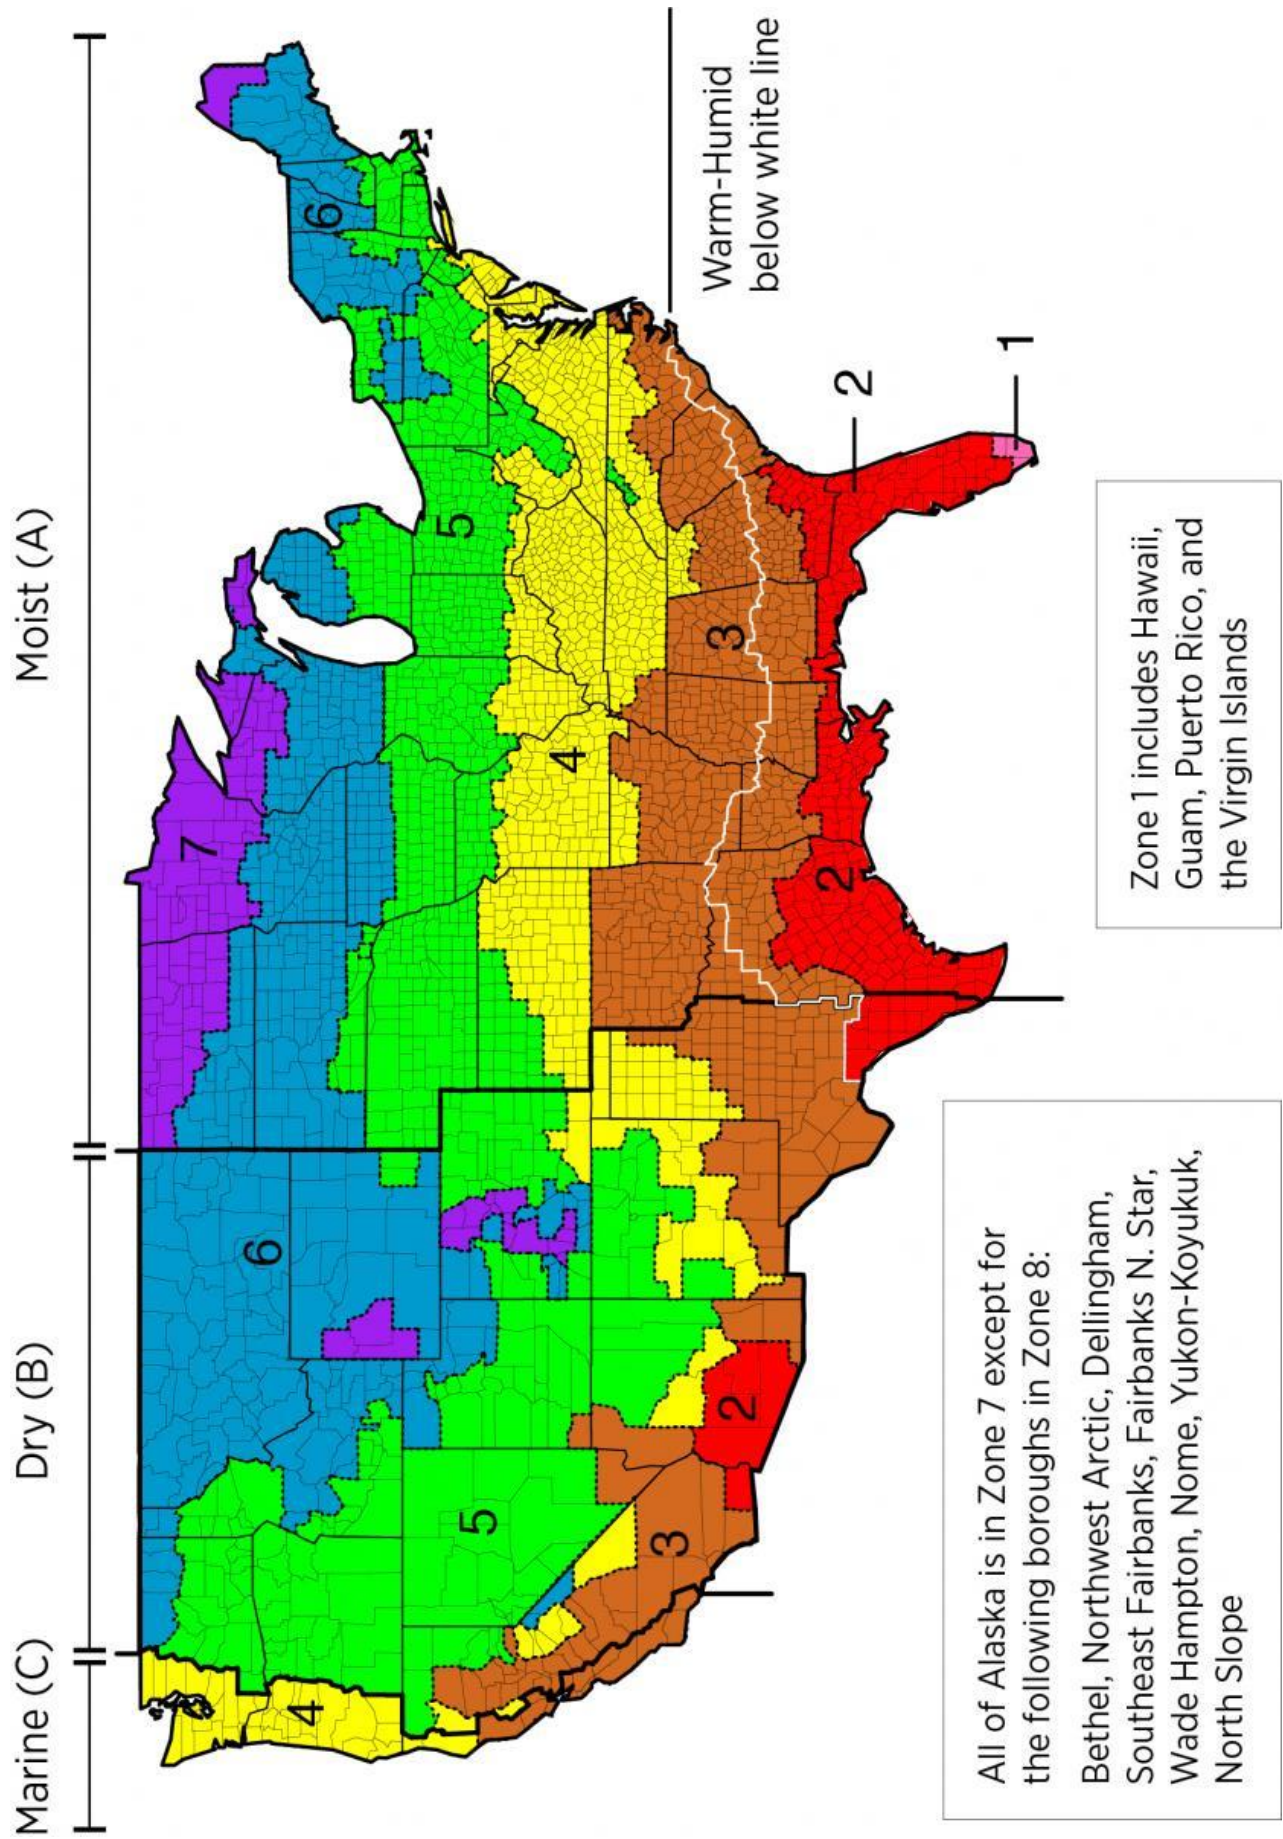 Marine (C)
Dry (B)
Moist (A)
7
6
6
4
5
5
4
3
3
2
2
2
1
Warm-Humid
below white line
All of Alaska is in Zone 7 except for
the following boroughs in Zone 8:
Bethel, Northwest Arctic, Dellingham,
Southeast Fairbanks, Fairbanks N. Star,
Wade Hampton, Nome, Yukon-Koyukuk,
North Slope
Zone 1 includes Hawaii,
Guam, Puerto Rico, and
the Virgin Islands